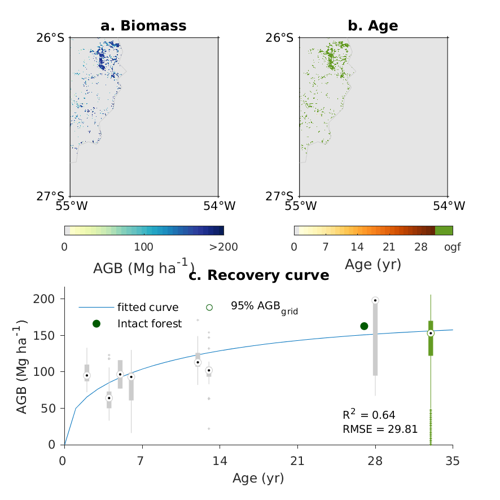 a. Biomass
b. Age
26°S
26°S
27°S
27°S
55°W
54°W
55°W
54°W
0
100
>200
AGB (Mg ha⁻¹)
0
7
14
21
28
ogf
Age (yr)
c. Recovery curve
200
150
100
50
0
AGB (Mg ha⁻¹)
fitted curve
95% AGB_grid
Intact forest
R² = 0.64
RMSE = 29.81
0
7
14
21
28
35
Age (yr)